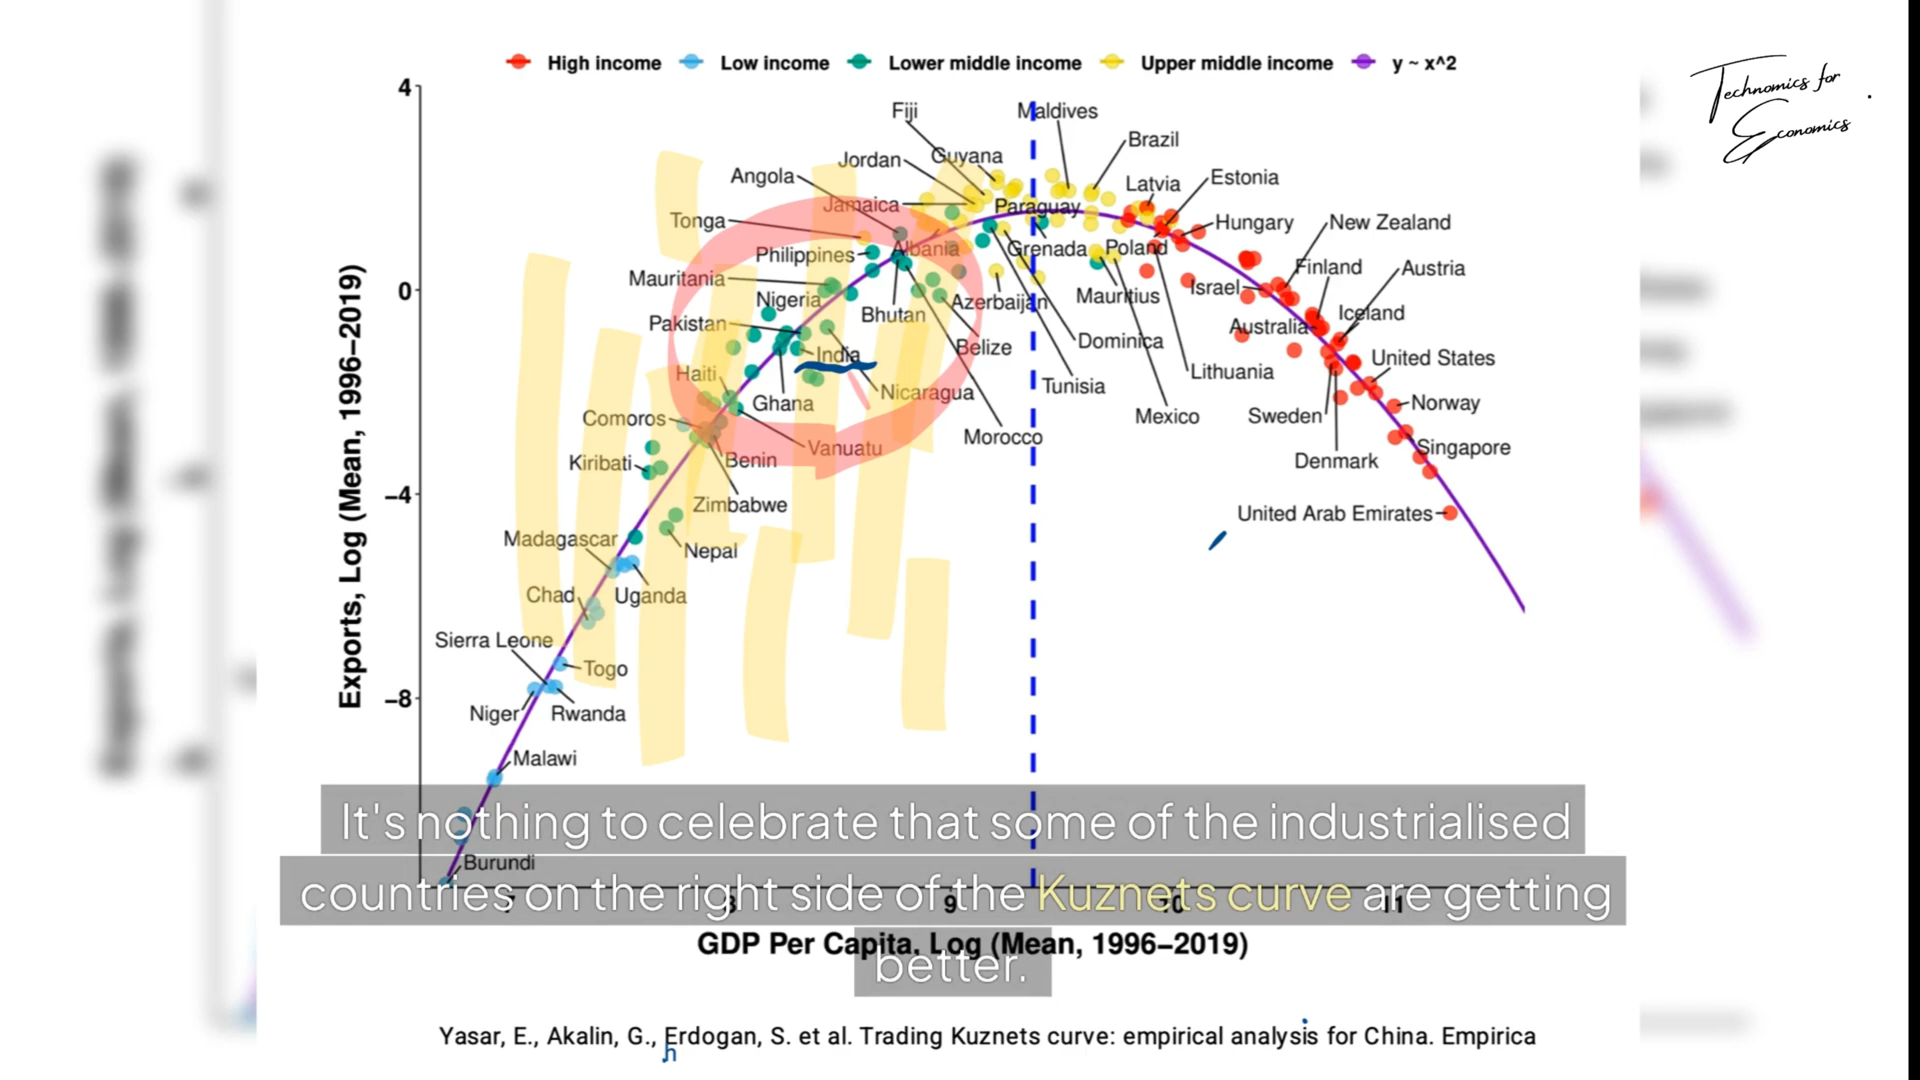 High income Low income Lower middle income Upper middle income y ~ x^2
Technomics for
Economics
4
Fiji
Maldives
Brazil
Guyana
Jordan
Angola
Latvia
Estonia
Jamaica
Paraguay
Tonga
Hungary
New Zealand
Albania
Grenada
Poland
Philippines
Finland
Austria
Mauritania
Israel
0
Nigeria
Azerbaijan
Mauritius
Bhutan
Iceland
Pakistan
Australia
India
Belize
Dominica
United States
Haiti
Lithuania
Tunisia
Nicaragua
Ghana
Norway
Comoros
Mexico
Sweden
Morocco
Vanuatu
Singapore
Kiribati
Benin
Denmark
−4
Zimbabwe
United Arab Emirates
Madagascar
Nepal
Chad
Uganda
Sierra Leone
Togo
−8
Niger
Rwanda
Malawi
Burundi
Exports, Log (Mean, 1996−2019)
It's nothing to celebrate that some of the industrialised
countries on the right side of the Kuznets curve are getting
better.
7 8 9 10 11
GDP Per Capita, Log (Mean, 1996−2019)
Yasar, E., Akalin, G., Erdogan, S. et al. Trading Kuznets curve: empirical analysis for China. Empirica
h